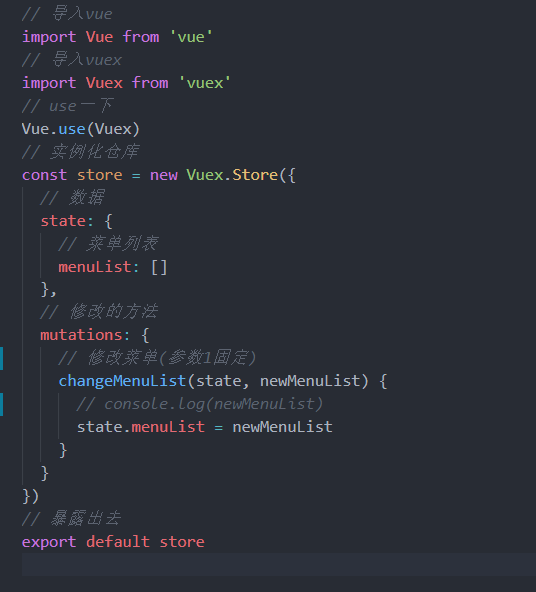 // 导入vue
import Vue from 'vue'
// 导入vuex
import Vuex from 'vuex'
// use一下
Vue.use(Vuex)
// 实例化仓库
const store = new Vuex.Store({
  // 数据
  state: {
    // 菜单列表
    menuList: []
  },
  // 修改的方法
  mutations: {
    // 修改菜单(参数1固定)
    changeMenuList(state, newMenuList) {
      // console.log(newMenuList)
      state.menuList = newMenuList
    }
  }
})
// 暴露出去
export default store